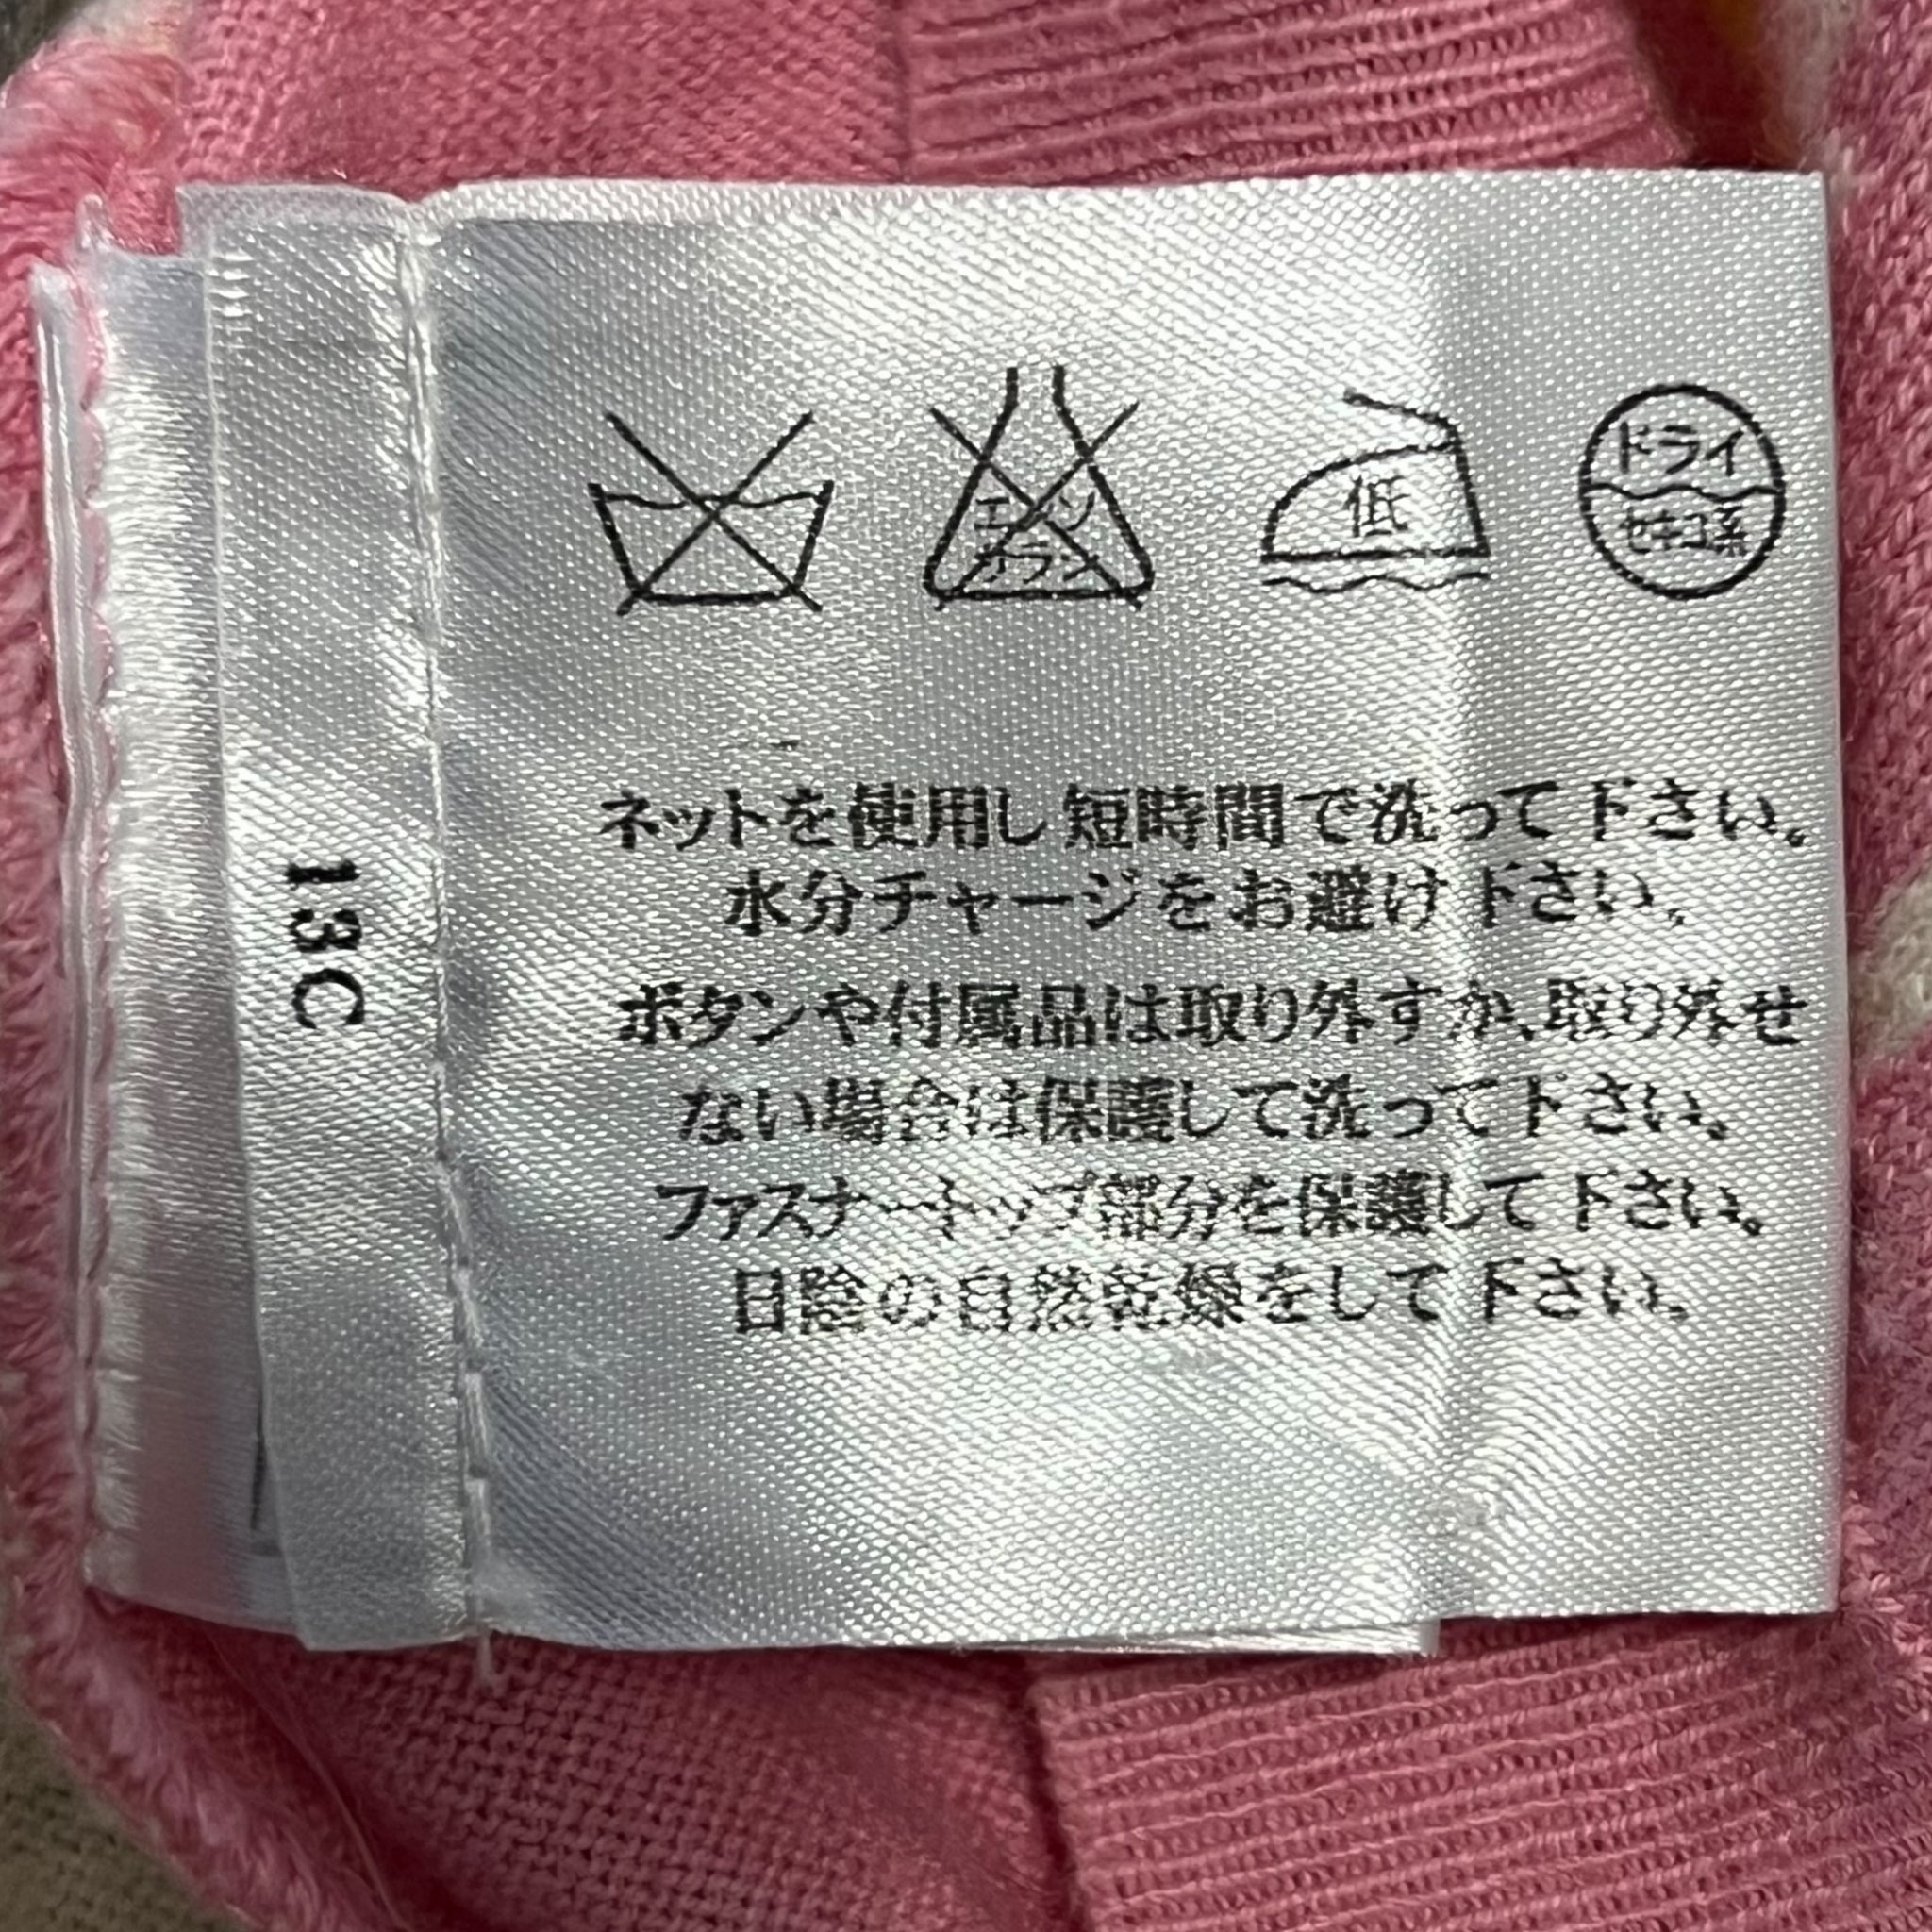 エンソ
サラシ
低
ドライ
セキユ系
ネットを使用し 短時間で洗って下さい。
水分チャージをお避け下さい。
ボタンや付属品は取り外すか、取り外せ
ない場合は保護して洗って下さい。
ファスナートップ部分を保護して下さい。
日陰の自然乾燥をして下さい。
13C